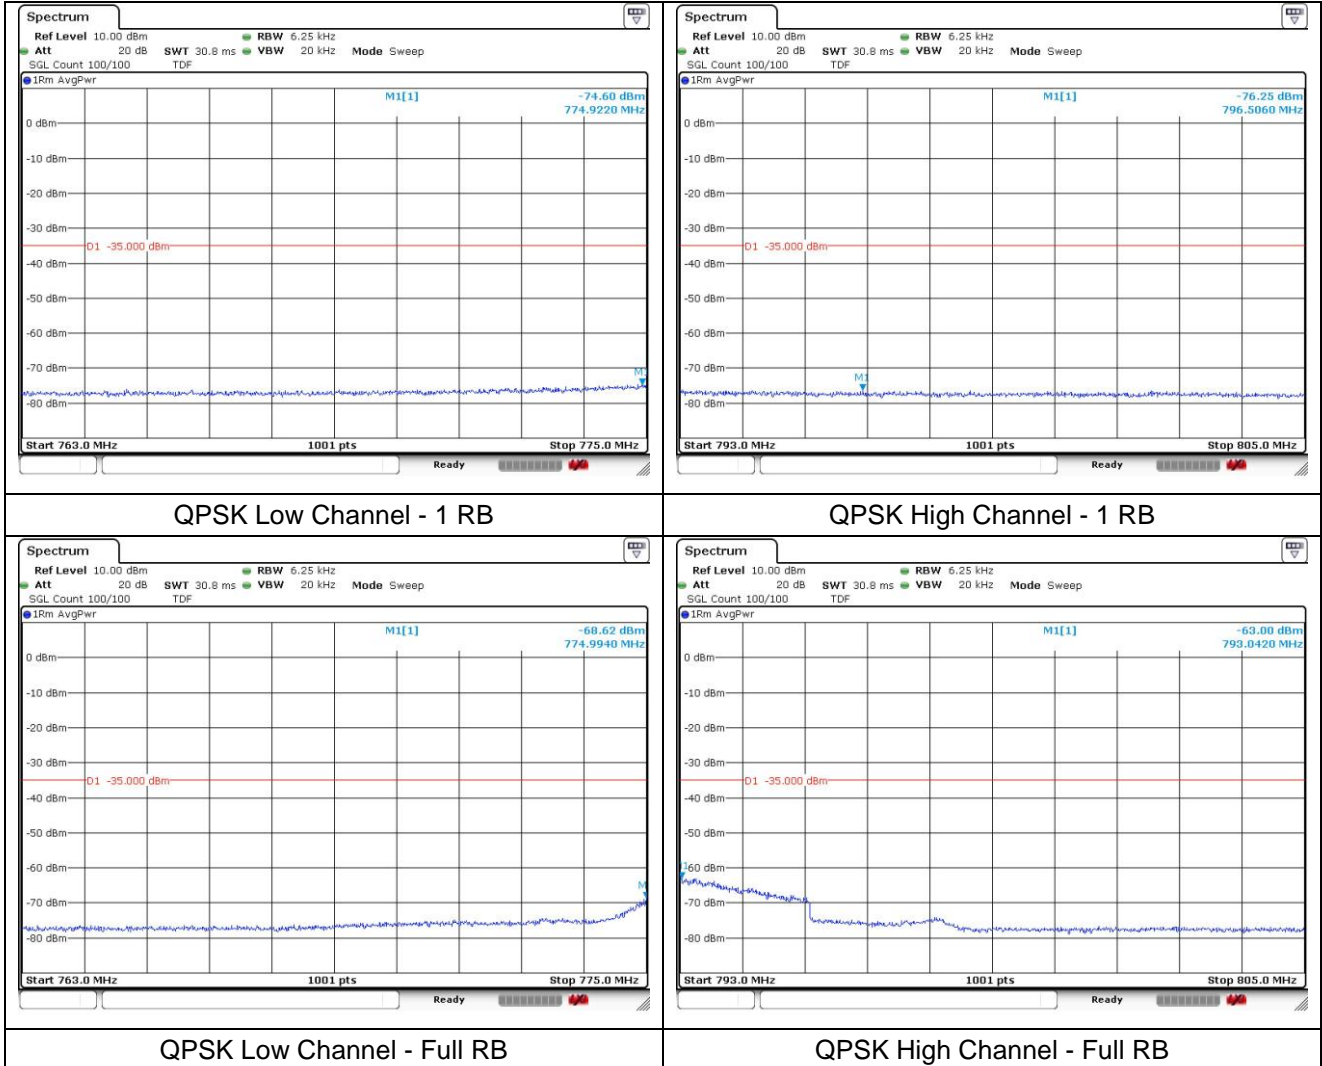 Spectrum
Ref Level 10.00 dBm RBW 6.25 kHz
Att 20 dB SWT 30.8 ms VBW 20 kHz Mode Sweep
SGL Count 100/100 TDF
1Rm AvgPwr
M1[1] -74.60 dBm
774.9220 MHz
0 dBm
-10 dBm
-20 dBm
-30 dBm
D1 -35.000 dBm
-40 dBm
-50 dBm
-60 dBm
-70 dBm
M1
-80 dBm
Start 763.0 MHz 1001 pts Stop 775.0 MHz
Ready
QPSK Low Channel - 1 RB
Spectrum
Ref Level 10.00 dBm RBW 6.25 kHz
Att 20 dB SWT 30.8 ms VBW 20 kHz Mode Sweep
SGL Count 100/100 TDF
1Rm AvgPwr
M1[1] -76.25 dBm
796.5060 MHz
0 dBm
-10 dBm
-20 dBm
-30 dBm
D1 -35.000 dBm
-40 dBm
-50 dBm
-60 dBm
-70 dBm
M1
-80 dBm
Start 793.0 MHz 1001 pts Stop 805.0 MHz
Ready
QPSK High Channel - 1 RB
Spectrum
Ref Level 10.00 dBm RBW 6.25 kHz
Att 20 dB SWT 30.8 ms VBW 20 kHz Mode Sweep
SGL Count 100/100 TDF
1Rm AvgPwr
M1[1] -68.62 dBm
774.9940 MHz
0 dBm
-10 dBm
-20 dBm
-30 dBm
D1 -35.000 dBm
-40 dBm
-50 dBm
-60 dBm
M
-70 dBm
-80 dBm
Start 763.0 MHz 1001 pts Stop 775.0 MHz
Ready
QPSK Low Channel - Full RB
Spectrum
Ref Level 10.00 dBm RBW 6.25 kHz
Att 20 dB SWT 30.8 ms VBW 20 kHz Mode Sweep
SGL Count 100/100 TDF
1Rm AvgPwr
M1[1] -63.00 dBm
793.0420 MHz
0 dBm
-10 dBm
-20 dBm
-30 dBm
D1 -35.000 dBm
-40 dBm
-50 dBm
-60 dBm
-70 dBm
-80 dBm
Start 793.0 MHz 1001 pts Stop 805.0 MHz
Ready
QPSK High Channel - Full RB